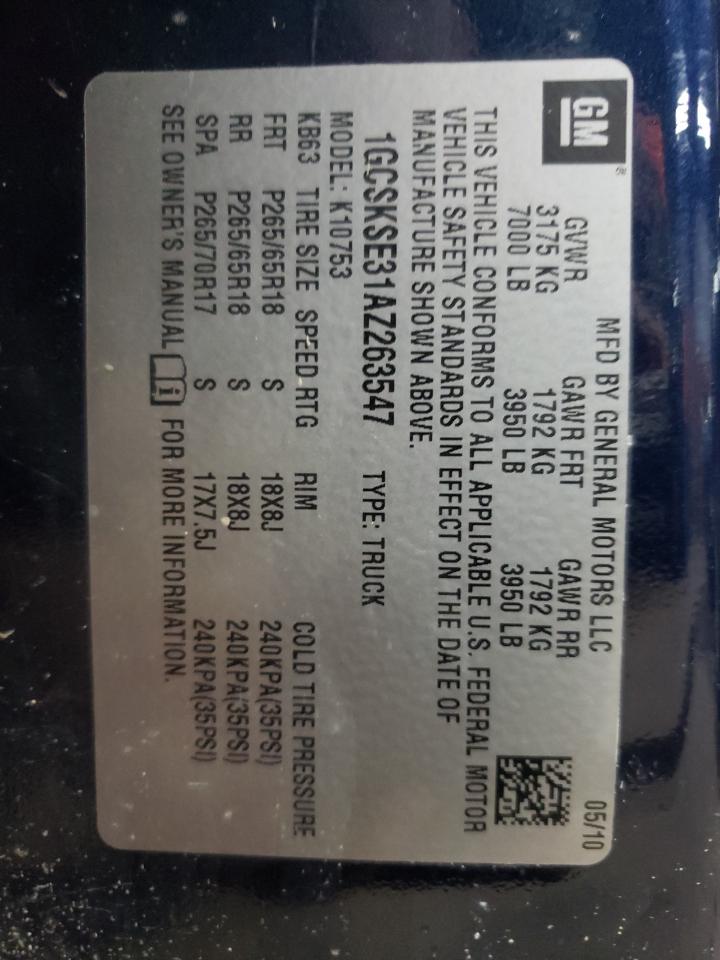 GM®
MFD BY GENERAL MOTORS LLC 05/10
GVWR GAWR FRT GAWR RR
3175 KG 1792 KG 1792 KG
7000 LB 3950 LB 3950 LB
THIS VEHICLE CONFORMS TO ALL APPLICABLE U.S. FEDERAL MOTOR
VEHICLE SAFETY STANDARDS IN EFFECT ON THE DATE OF
MANUFACTURE SHOWN ABOVE.
1GCSKSE31AZ263547 TYPE: TRUCK
MODEL: K10753
KB63 TIRE SIZE SPEED RTG RIM COLD TIRE PRESSURE
FRT P265/65R18 S 18X8J 240KPA(35PSI)
RR P265/65R18 S 18X8J 240KPA(35PSI)
SPA P265/70R17 S 17X7.5J 240KPA(35PSI)
SEE OWNER'S MANUAL i FOR MORE INFORMATION.